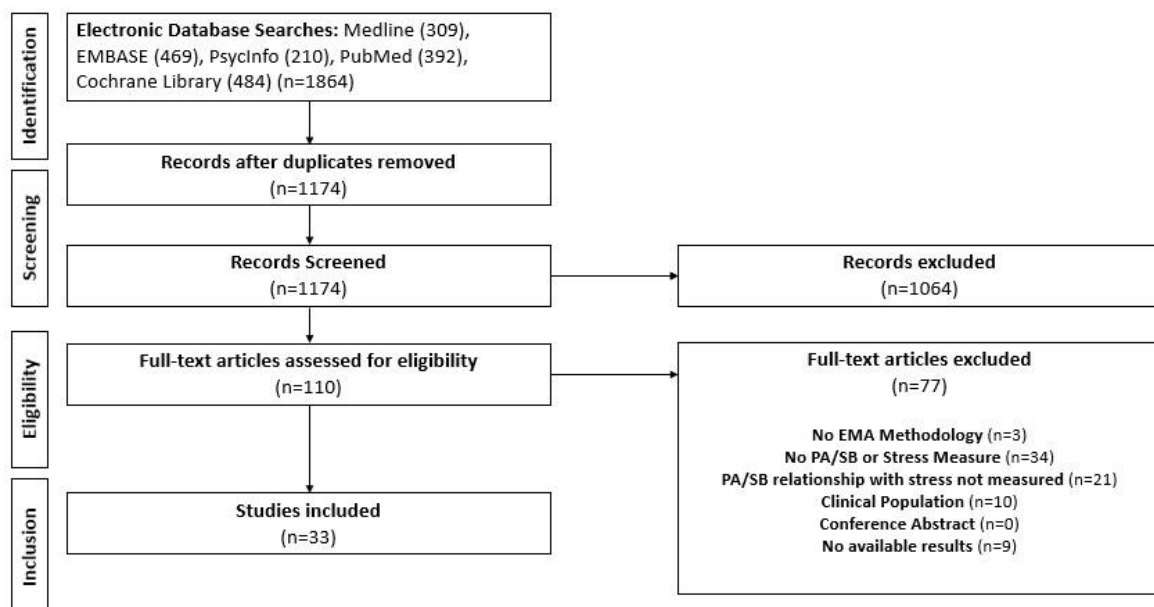 Identification
Electronic Database Searches: Medline (309),
EMBASE (469), PsycInfo (210), PubMed (392),
Cochrane Library (484) (n=1864)
Records after duplicates removed
(n=1174)
Screening
Records Screened
(n=1174)
Records excluded
(n=1064)
Eligibility
Full-text articles assessed for eligibility
(n=110)
Full-text articles excluded
(n=77)
No EMA Methodology (n=3)
No PA/SB or Stress Measure (n=34)
PA/SB relationship with stress not measured (n=21)
Clinical Population (n=10)
Conference Abstract (n=0)
No available results (n=9)
Inclusion
Studies included
(n=33)